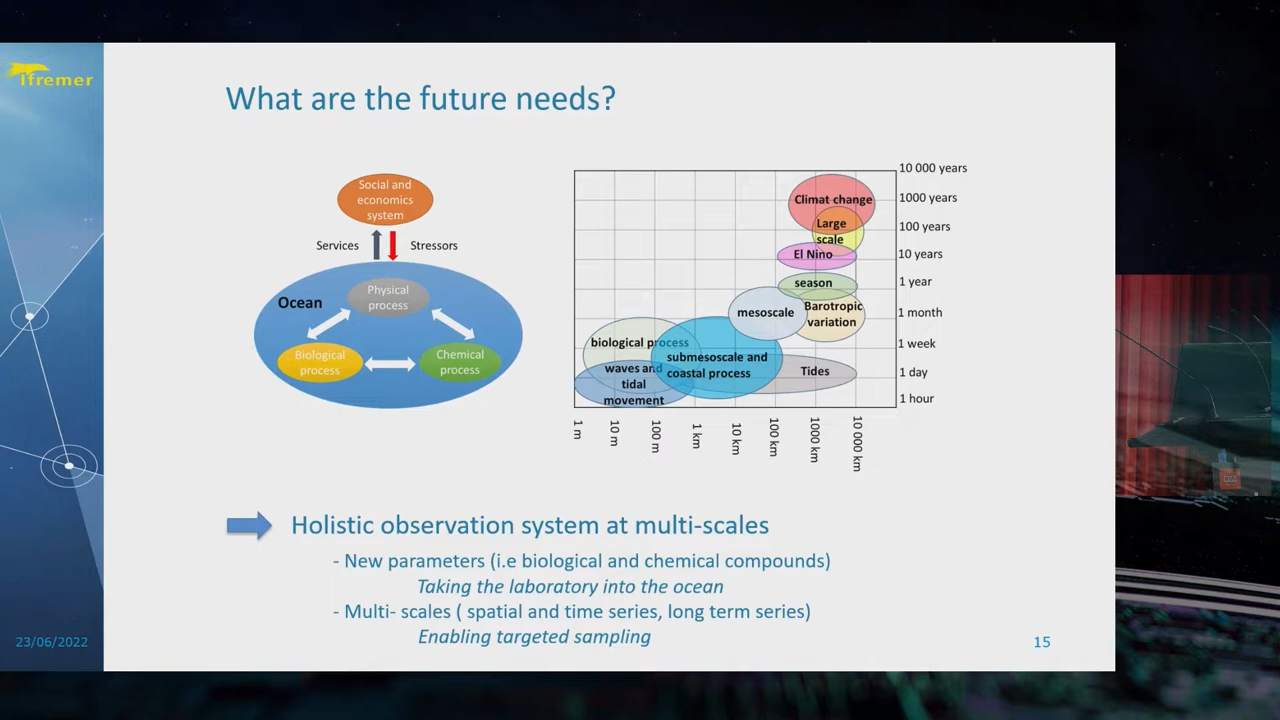 ifremer
What are the future needs?
Social and
economics
system
Services
Stressors
Ocean
Physical
process
Biological
process
Chemical
process
10 000 years
1000 years
100 years
10 years
1 year
1 month
1 week
1 day
1 hour
Climat change
Large
scale
El Nino
season
mesoscale
Barotropic
variation
biological process
submesoscale and
coastal process
waves and
tidal
movement
Tides
1 m
10 m
100 m
1 km
10 km
100 km
1000 km
10 000 km
Holistic observation system at multi-scales
- New parameters (i.e biological and chemical compounds)
Taking the laboratory into the ocean
- Multi- scales ( spatial and time series, long term series)
Enabling targeted sampling
23/06/2022
15